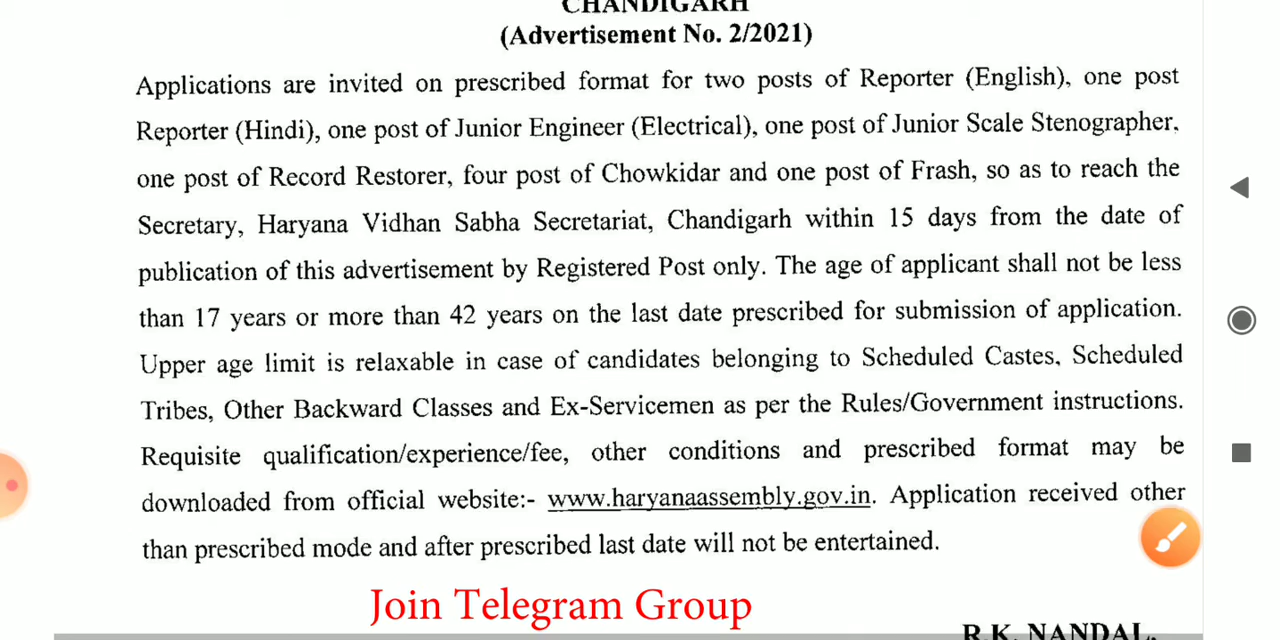 CHANDIGARH
(Advertisement No. 2/2021)
Applications are invited on prescribed format for two posts of Reporter (English), one post
Reporter (Hindi), one post of Junior Engineer (Electrical), one post of Junior Scale Stenographer,
one post of Record Restorer, four post of Chowkidar and one post of Frash, so as to reach the
Secretary, Haryana Vidhan Sabha Secretariat, Chandigarh within 15 days from the date of
publication of this advertisement by Registered Post only. The age of applicant shall not be less
than 17 years or more than 42 years on the last date prescribed for submission of application.
Upper age limit is relaxable in case of candidates belonging to Scheduled Castes, Scheduled
Tribes, Other Backward Classes and Ex-Servicemen as per the Rules/Government instructions.
Requisite qualification/experience/fee, other conditions and prescribed format may be
downloaded from official website:- www.haryanaassembly.gov.in. Application received other
than prescribed mode and after prescribed last date will not be entertained.
Join Telegram Group
R.K. NANDAL,